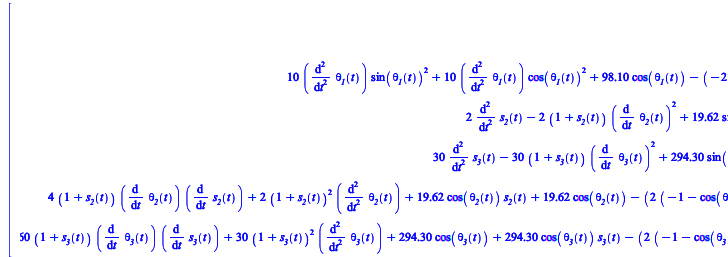 10 (d²/dt² θ₁(t)) sin(θ₁(t))² + 10 (d²/dt² θ₁(t)) cos(θ₁(t))² + 98.10 cos(θ₁(t)) − (−2
2 d²/dt² s₂(t) − 2 (1 + s₂(t)) (d/dt θ₂(t))² + 19.62 s
30 d²/dt² s₃(t) − 30 (1 + s₃(t)) (d/dt θ₃(t))² + 294.30 sin(
4 (1 + s₂(t)) (d/dt θ₂(t)) (d/dt s₂(t)) + 2 (1 + s₂(t))² (d²/dt² θ₂(t)) + 19.62 cos(θ₂(t)) s₂(t) + 19.62 cos(θ₂(t)) − (2 (−1 − cos(θ
60 (1 + s₃(t)) (d/dt θ₃(t)) (d/dt s₃(t)) + 30 (1 + s₃(t))² (d²/dt² θ₃(t)) + 294.30 cos(θ₃(t)) + 294.30 cos(θ₃(t)) s₃(t) − (2 (−1 − cos(θ₃